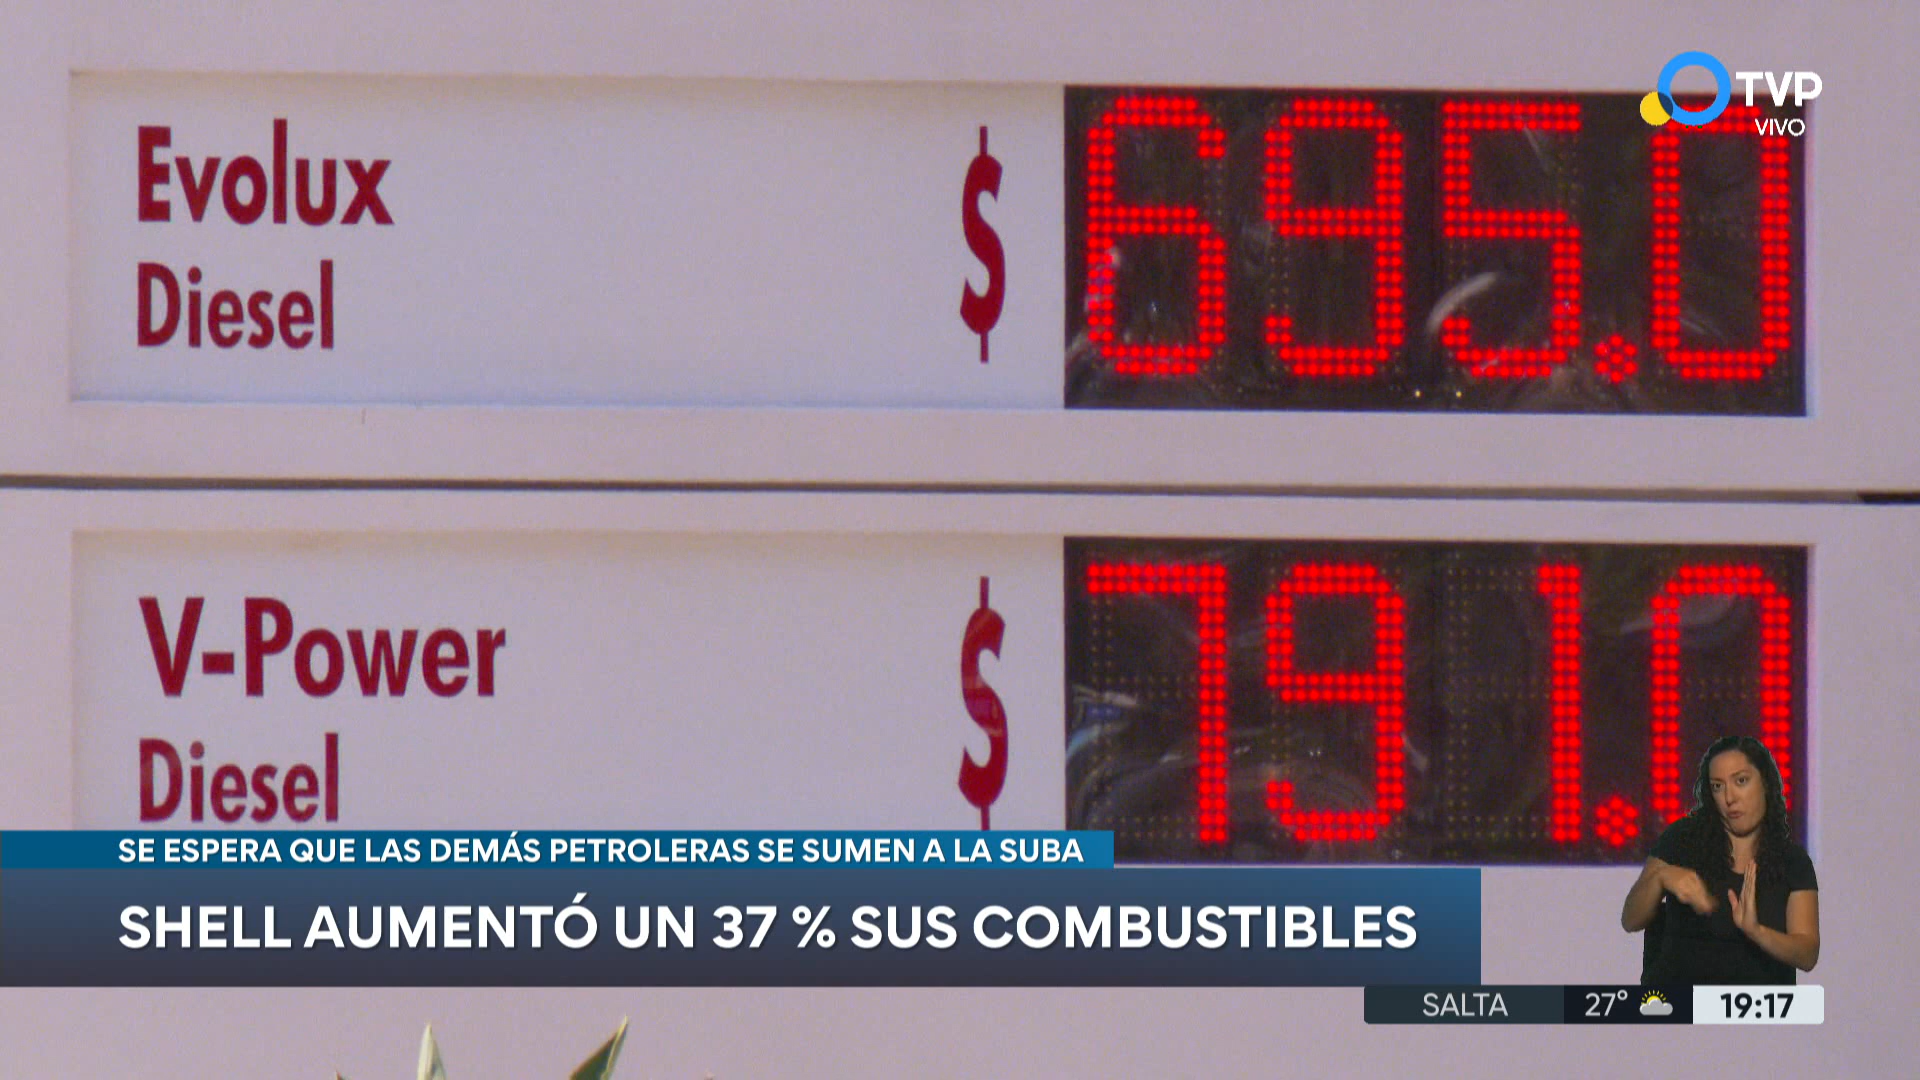 TVP
VIVO
Evolux
Diesel
$ 695.0
V-Power
Diesel
$ 791.0
SE ESPERA QUE LAS DEMÁS PETROLERAS SE SUMEN A LA SUBA
SHELL AUMENTÓ UN 37 % SUS COMBUSTIBLES
SALTA 27° 19:17